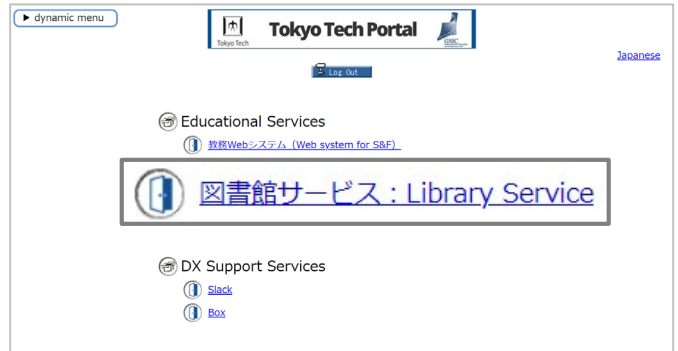 ▶ dynamic menu
Tokyo Tech
Tokyo Tech Portal
GSIC
Japanese
Log Out
Educational Services
教務Webシステム（Web system for S&F）
図書館サービス：Library Service
DX Support Services
Slack
Box